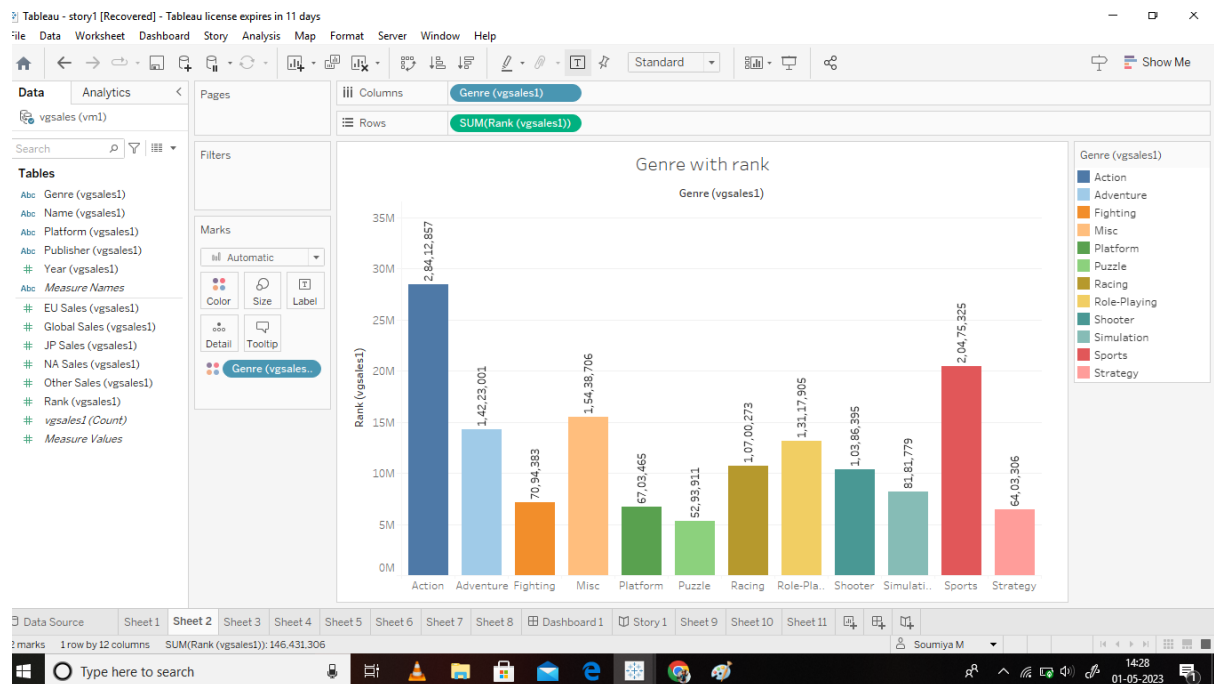 Tableau - story1 [Recovered] - Tableau license expires in 11 days
File Data Worksheet Dashboard Story Analysis Map Format Server Window Help
Standard
Show Me
Data Analytics
vgsales (vm1)
Search
Tables
Abc Genre (vgsales1)
Abc Name (vgsales1)
Abc Platform (vgsales1)
Abc Publisher (vgsales1)
# Year (vgsales1)
Abc Measure Names
# EU Sales (vgsales1)
# Global Sales (vgsales1)
# JP Sales (vgsales1)
# NA Sales (vgsales1)
# Other Sales (vgsales1)
# Rank (vgsales1)
# vgsales1 (Count)
# Measure Values
Pages
Filters
Marks
Automatic
Color Size Label
Detail Tooltip
Genre (vgsales..
Columns Genre (vgsales1)
Rows SUM(Rank (vgsales1))
Genre with rank
Genre (vgsales1)
Rank (vgsales1)
35M
30M
25M
20M
15M
10M
5M
0M
2,84,12,857
1,42,23,001
70,94,383
1,54,38,706
67,03,465
52,93,911
1,07,00,273
1,31,17,905
1,03,86,395
81,81,779
2,04,75,325
64,03,306
Action Adventure Fighting Misc Platform Puzzle Racing Role-Pla.. Shooter Simulati.. Sports Strategy
Genre (vgsales1)
Action
Adventure
Fighting
Misc
Platform
Puzzle
Racing
Role-Playing
Shooter
Simulation
Sports
Strategy
Data Source Sheet 1 Sheet 2 Sheet 3 Sheet 4 Sheet 5 Sheet 6 Sheet 7 Sheet 8 Dashboard 1 Story 1 Sheet 9 Sheet 10 Sheet 11
2 marks 1 row by 12 columns SUM(Rank (vgsales1)): 146,431,306
Soumiya M
Type here to search
14:28
01-05-2023
1